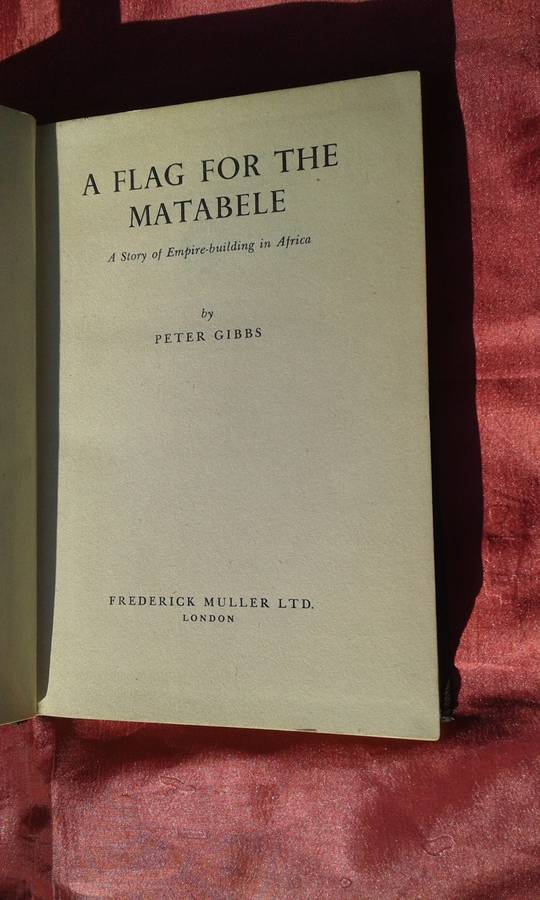 A FLAG FOR THE
MATABELE
A Story of Empire-building in Africa
by
PETER GIBBS
FREDERICK MULLER LTD.
LONDON